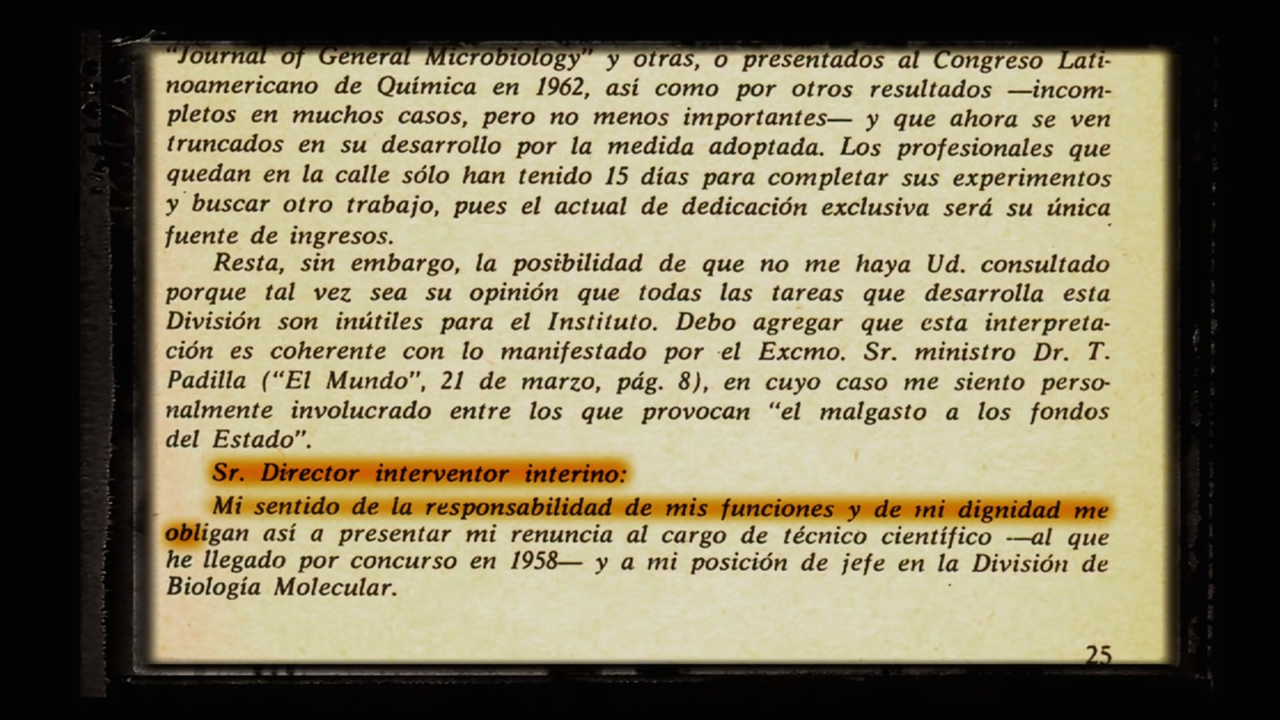 "Journal of General Microbiology" y otras, o presentados al Congreso Lati-
noamericano de Química en 1962, así como por otros resultados —incom-
pletos en muchos casos, pero no menos importantes— y que ahora se ven
truncados en su desarrollo por la medida adoptada. Los profesionales que
quedan en la calle sólo han tenido 15 días para completar sus experimentos
y buscar otro trabajo, pues el actual de dedicación exclusiva será su única
fuente de ingresos.
Resta, sin embargo, la posibilidad de que no me haya Ud. consultado
porque tal vez sea su opinión que todas las tareas que desarrolla esta
División son inútiles para el Instituto. Debo agregar que esta interpreta-
ción es coherente con lo manifestado por el Excmo. Sr. ministro Dr. T.
Padilla ("El Mundo", 21 de marzo, pág. 8), en cuyo caso me siento perso-
nalmente involucrado entre los que provocan "el malgasto a los fondos
del Estado".
Sr. Director interventor interino:
Mi sentido de la responsabilidad de mis funciones y de mi dignidad me
obligan así a presentar mi renuncia al cargo de técnico científico —al que
he llegado por concurso en 1958— y a mi posición de jefe en la División de
Biología Molecular.
25